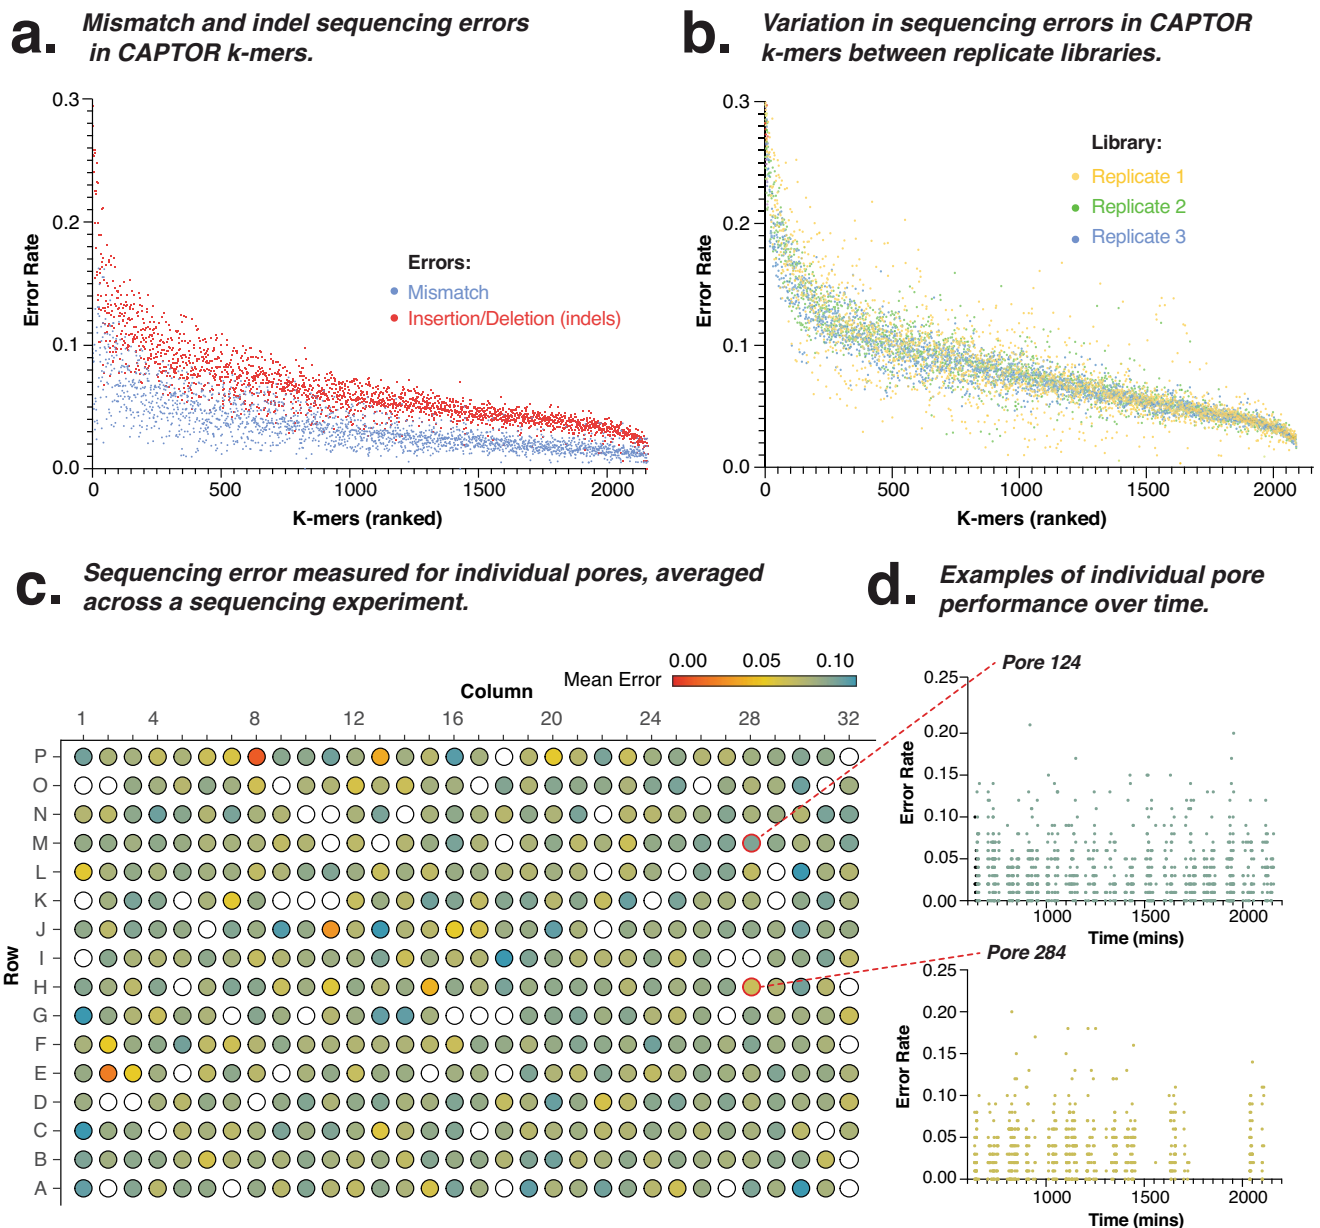 a. Mismatch and indel sequencing errors
in CAPTOR k-mers.
0.3
0.2
0.1
0.0
Error Rate
Errors:
Mismatch
Insertion/Deletion (indels)
0 500 1000 1500 2000
K-mers (ranked)
b. Variation in sequencing errors in CAPTOR
k-mers between replicate libraries.
0.3
0.2
0.1
0.0
Error Rate
Library:
Replicate 1
Replicate 2
Replicate 3
0 500 1000 1500 2000
K-mers (ranked)
c. Sequencing error measured for individual pores, averaged
across a sequencing experiment.
0.00 0.05 0.10
Mean Error
Column
1 4 8 12 16 20 24 28 32
Row
P
O
N
M
L
K
J
I
H
G
F
E
D
C
B
A
d. Examples of individual pore
performance over time.
Pore 124
0.25
0.20
0.15
0.10
0.05
0.00
Error Rate
1000 1500 2000
Time (mins)
Pore 284
0.25
0.20
0.15
0.10
0.05
0.00
Error Rate
1000 1500 2000
Time (mins)